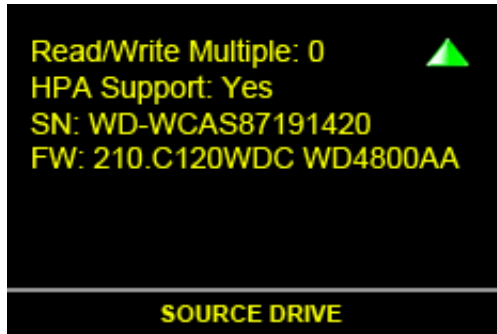 Read/Write Multiple: 0
HPA Support: Yes
SN: WD-WCAS87191420
FW: 210.C120WDC WD4800AA
SOURCE DRIVE